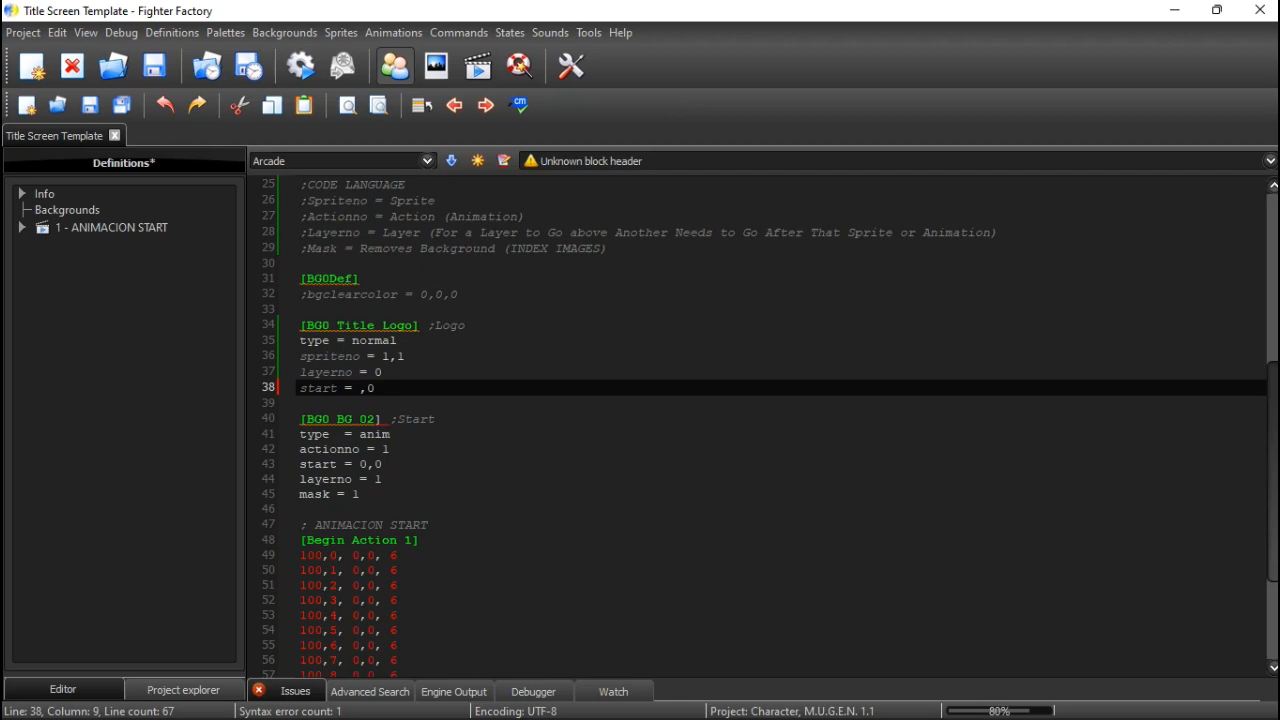 Title Screen Template - Fighter Factory
Project Edit View Debug Definitions Palettes Backgrounds Sprites Animations Commands States Sounds Tools Help
cm
Title Screen Template
Definitions*
Arcade
Unknown block header
Info
Backgrounds
1 - ANIMACION START
25 ;CODE LANGUAGE
26 ;Spriteno = Sprite
27 ;Actionno = Action (Animation)
28 ;Layerno = Layer (For a Layer to Go above Another Needs to Go After That Sprite or Animation)
29 ;Mask = Removes Background (INDEX IMAGES)
30
31 [BG0Def]
32 ;bgclearcolor = 0,0,0
33
34 [BG0 Title Logo] ;Logo
35 type = normal
36 spriteno = 1,1
37 layerno = 0
38 start = ,0
39
40 [BG0 BG 02] ;Start
41 type  = anim
42 actionno = 1
43 start = 0,0
44 layerno = 1
45 mask = 1
46
47 ; ANIMACION START
48 [Begin Action 1]
49 100,0, 0,0, 6
50 100,1, 0,0, 6
51 100,2, 0,0, 6
52 100,3, 0,0, 6
53 100,4, 0,0, 6
54 100,5, 0,0, 6
55 100,6, 0,0, 6
56 100,7, 0,0, 6
57 100,8, 0,0, 6
Editor
Project explorer
Issues
Advanced Search
Engine Output
Debugger
Watch
Line: 38, Column: 9, Line count: 67
Syntax error count: 1
Encoding: UTF-8
Project: Character, M.U.G.E.N. 1.1
80%